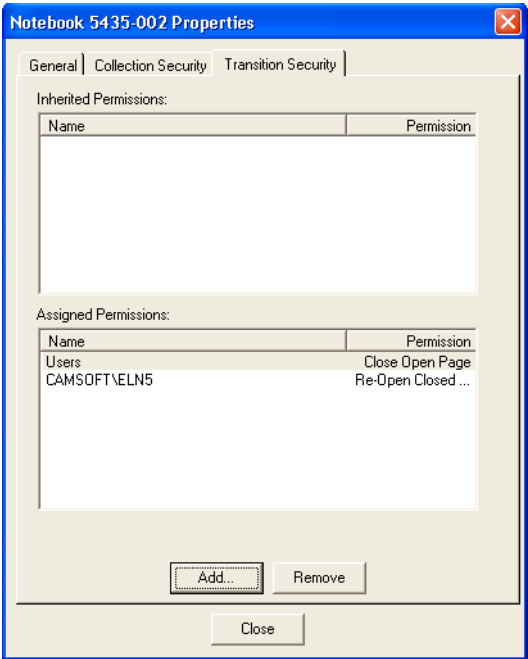 Notebook 5435-002 Properties
General Collection Security Transition Security
Inherited Permissions:
Name Permission
Assigned Permissions:
Name Permission
Users Close Open Page
CAMSOFT\ELN5 Re-Open Closed ...
Add... Remove
Close